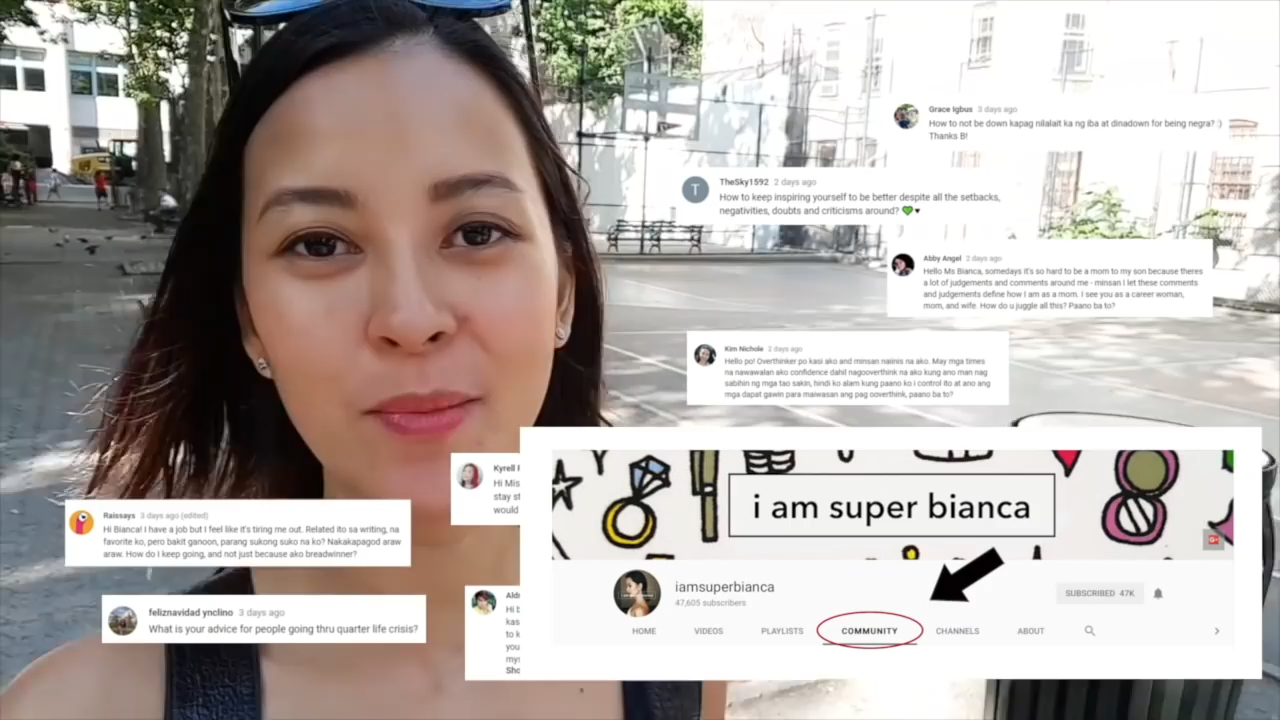 Grace Igbus 3 days ago
How to not be down kapag nilalait ka ng iba at dinadown for being negra? :)
Thanks B!
T
TheSky1592 2 days ago
How to keep inspiring yourself to be better despite all the setbacks,
negativities, doubts and criticisms around? 💚♥
Abby Angel 2 days ago
Hello Ms Bianca, somedays it's so hard to be a mom to my son because theres
a lot of judgements and comments around me - minsan I let these comments
and judgements define how I am as a mom. I see you as a career woman,
mom, and wife. How do u juggle all this? Paano ba to?
Kim Nichole 2 days ago
Hello po! Overthinker po kasi ako and minsan naiinis na ako. May mga times
na nawawalan ako confidence dahil nagooverthink na ako kung ano man nag
sabihin ng mga tao sakin, hindi ko alam kung paano ko i control ito at ano ang
mga dapat gawin para maiwasan ang pag ooverthink, paano ba to?
Kyrell
Hi Mis
stay st
would
Raissays 3 days ago (edited)
Hi Bianca! I have a job but I feel like it's tiring me out. Related ito sa writing, na
favorite ko, pero bakit ganoon, parang sukong suko na ko? Nakakapagod araw
araw. How do I keep going, and not just because ako breadwinner?
feliznavidad ynclino 3 days ago
What is your advice for people going thru quarter life crisis?
Aldr
Hi b
kas
to k
you
mys
Sho
i am super bianca
iamsuperbianca
47,605 subscribers
SUBSCRIBED 47K
HOME VIDEOS PLAYLISTS COMMUNITY CHANNELS ABOUT